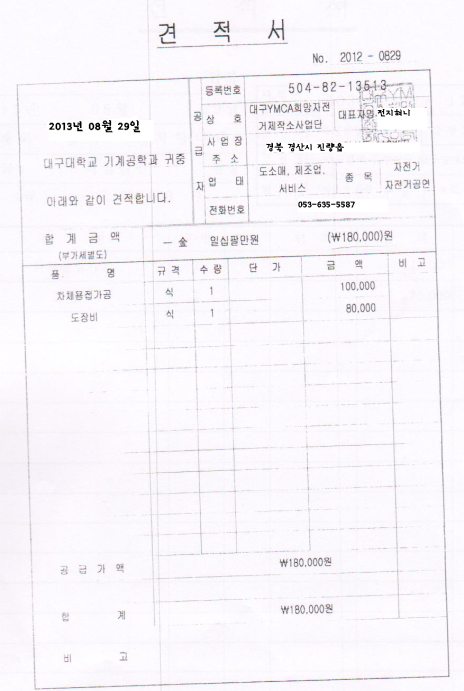 견 적 서
No. 2012 - 0829
2013년 08월 29일
대구대학교 기계공학과 귀중
아래와 같이 견적합니다.
공 급 자
등록번호 504-82-13513
상 호 대구YMCA희망자전거제작소사업단 대표자명 전지혀니
사업장 주소 경북 경산시 진량읍
업 태 도소매, 제조업, 서비스 종 목 자전거 자전거공연
전화번호 053-635-5587
합 계 금 액 一 金 일십팔만원 (₩180,000)원
(부가세별도)
품 명 규 격 수 량 단 가 금 액 비 고
차체용접가공 식 1 100,000
도장비 식 1 80,000
공 급 가 액 ₩180,000원
합 계 ₩180,000원
비 고